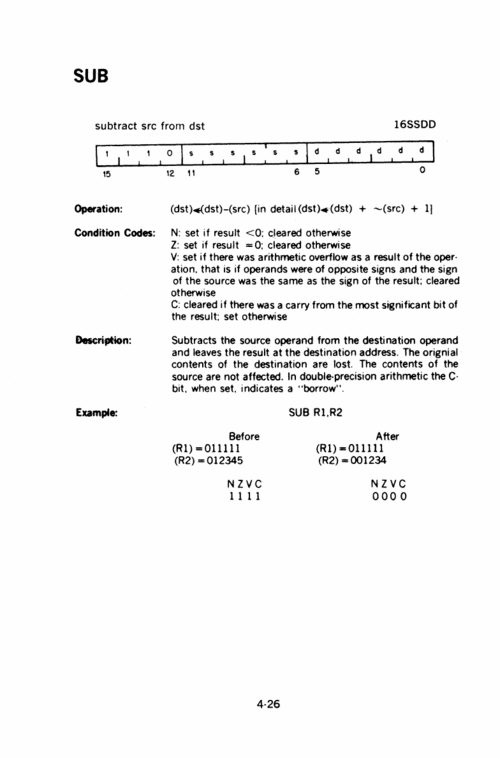 SUB
subtract src from dst 16SSDD
1 1 1 0 s s s s s s d d d d d d
15 12 11 6 5 0
Operation: (dst)◄(dst)–(src) [in detail(dst)◄(dst) + ~(src) + 1]
Condition Codes: N: set if result <0; cleared otherwise
Z: set if result =0; cleared otherwise
V: set if there was arithmetic overflow as a result of the oper-
ation, that is if operands were of opposite signs and the sign
of the source was the same as the sign of the result; cleared
otherwise
C: cleared if there was a carry from the most significant bit of
the result; set otherwise
Description: Subtracts the source operand from the destination operand
and leaves the result at the destination address. The orignial
contents of the destination are lost. The contents of the
source are not affected. In double-precision arithmetic the C-
bit, when set, indicates a "borrow".
Example: SUB R1,R2
Before After
(R1)=011111 (R1)=011111
(R2)=012345 (R2)=001234
N Z V C N Z V C
1 1 1 1 0 0 0 0
4-26